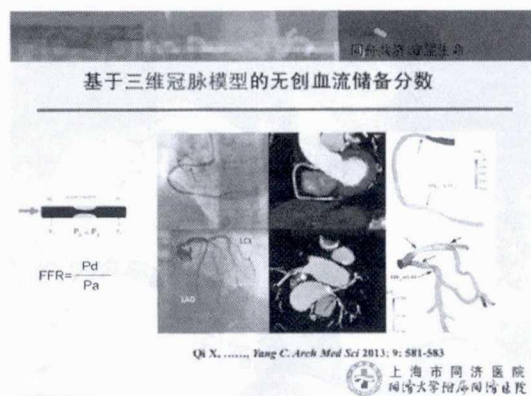 基于三维冠脉模型的无创血流储备分数
LCX
LAD
FFR=
Pd
Pa
Qi X., ……, Yang C. Arch Med Sci 2013; 9: 581-583
上海市同济医院
同济大学附属同济医院